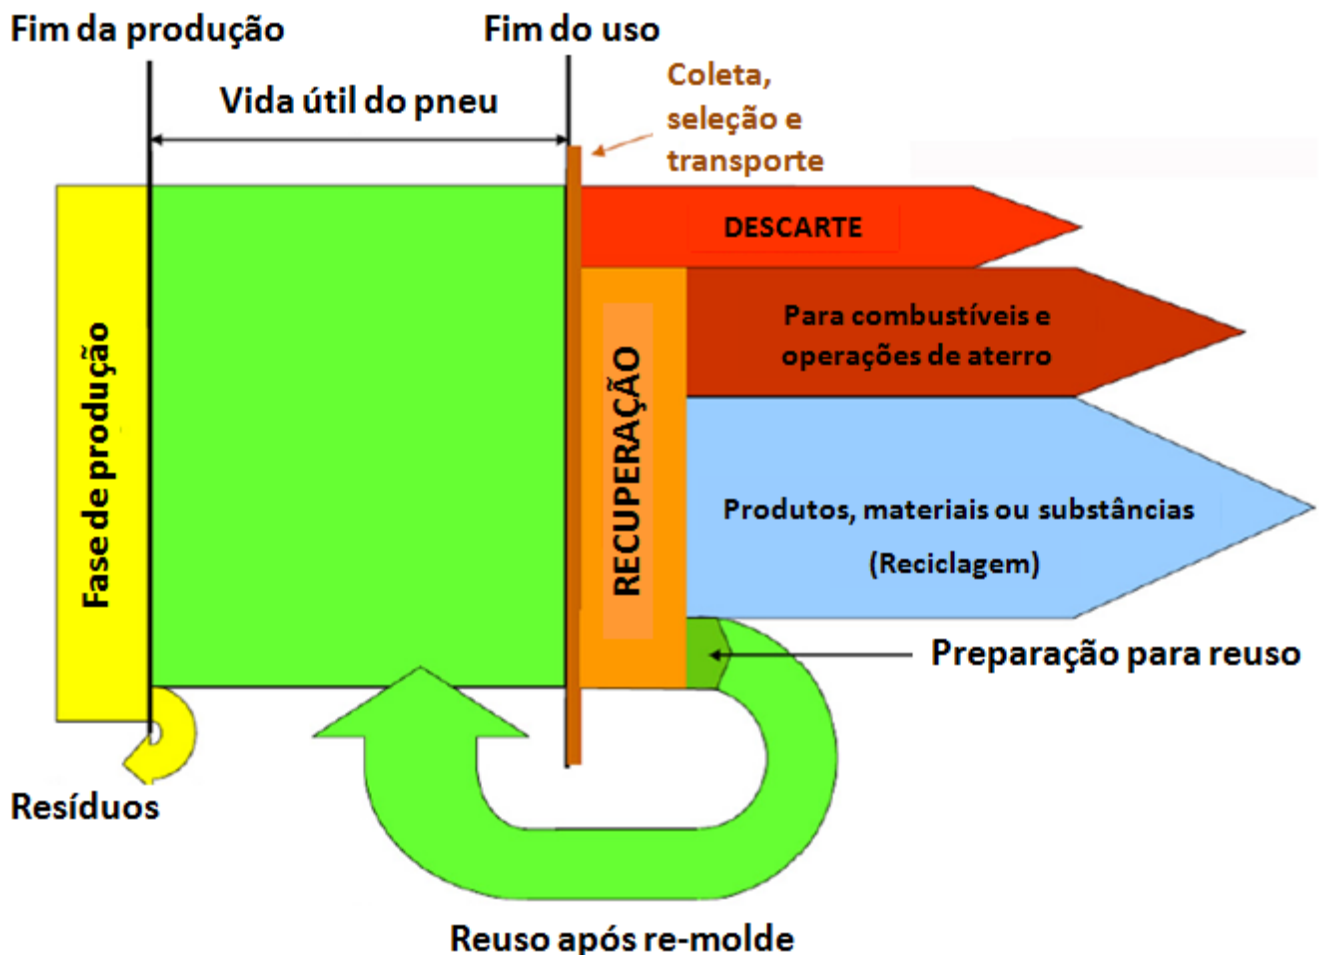 Fim da produção
Fim do uso
Vida útil do pneu
Coleta,
seleção e
transporte
DESCARTE
Para combustíveis e
operações de aterro
Fase de produção
RECUPERAÇÃO
Produtos, materiais ou substâncias
(Reciclagem)
Preparação para reuso
Resíduos
Reuso após re-molde